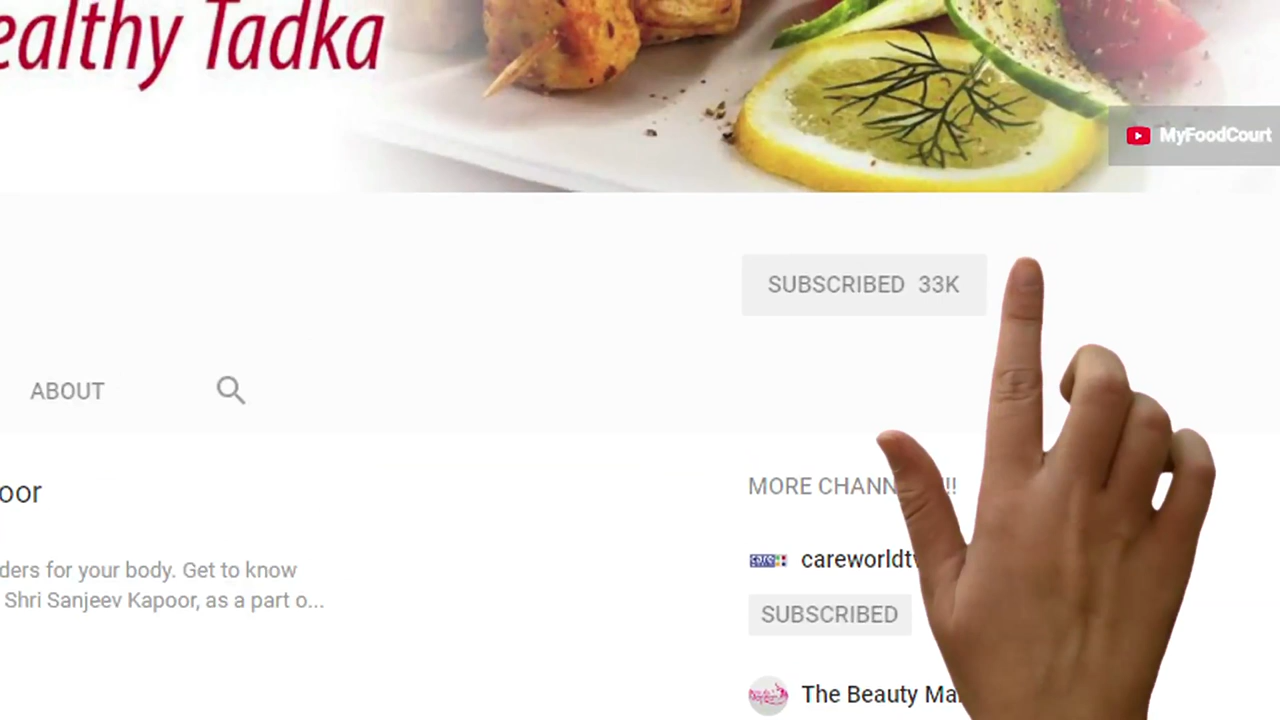 ealthy Tadka
MyFoodCourt
SUBSCRIBED 33K
ABOUT
oor
ders for your body. Get to know
Shri Sanjeev Kapoor, as a part o...
MORE CHANN !!
careworldtv
SUBSCRIBED
The Beauty Ma